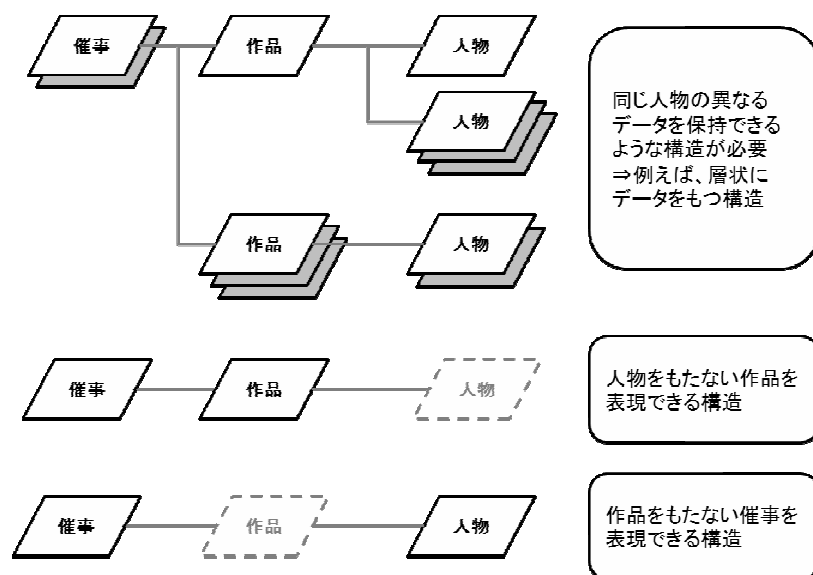 催事
作品
人物
人物
作品
人物
同じ人物の異なる
データを保持できる
ような構造が必要
⇒例えば、層状に
データをもつ構造
催事
作品
人物
人物をもたない作品を
表現できる構造
催事
作品
人物
作品をもたない催事を
表現できる構造